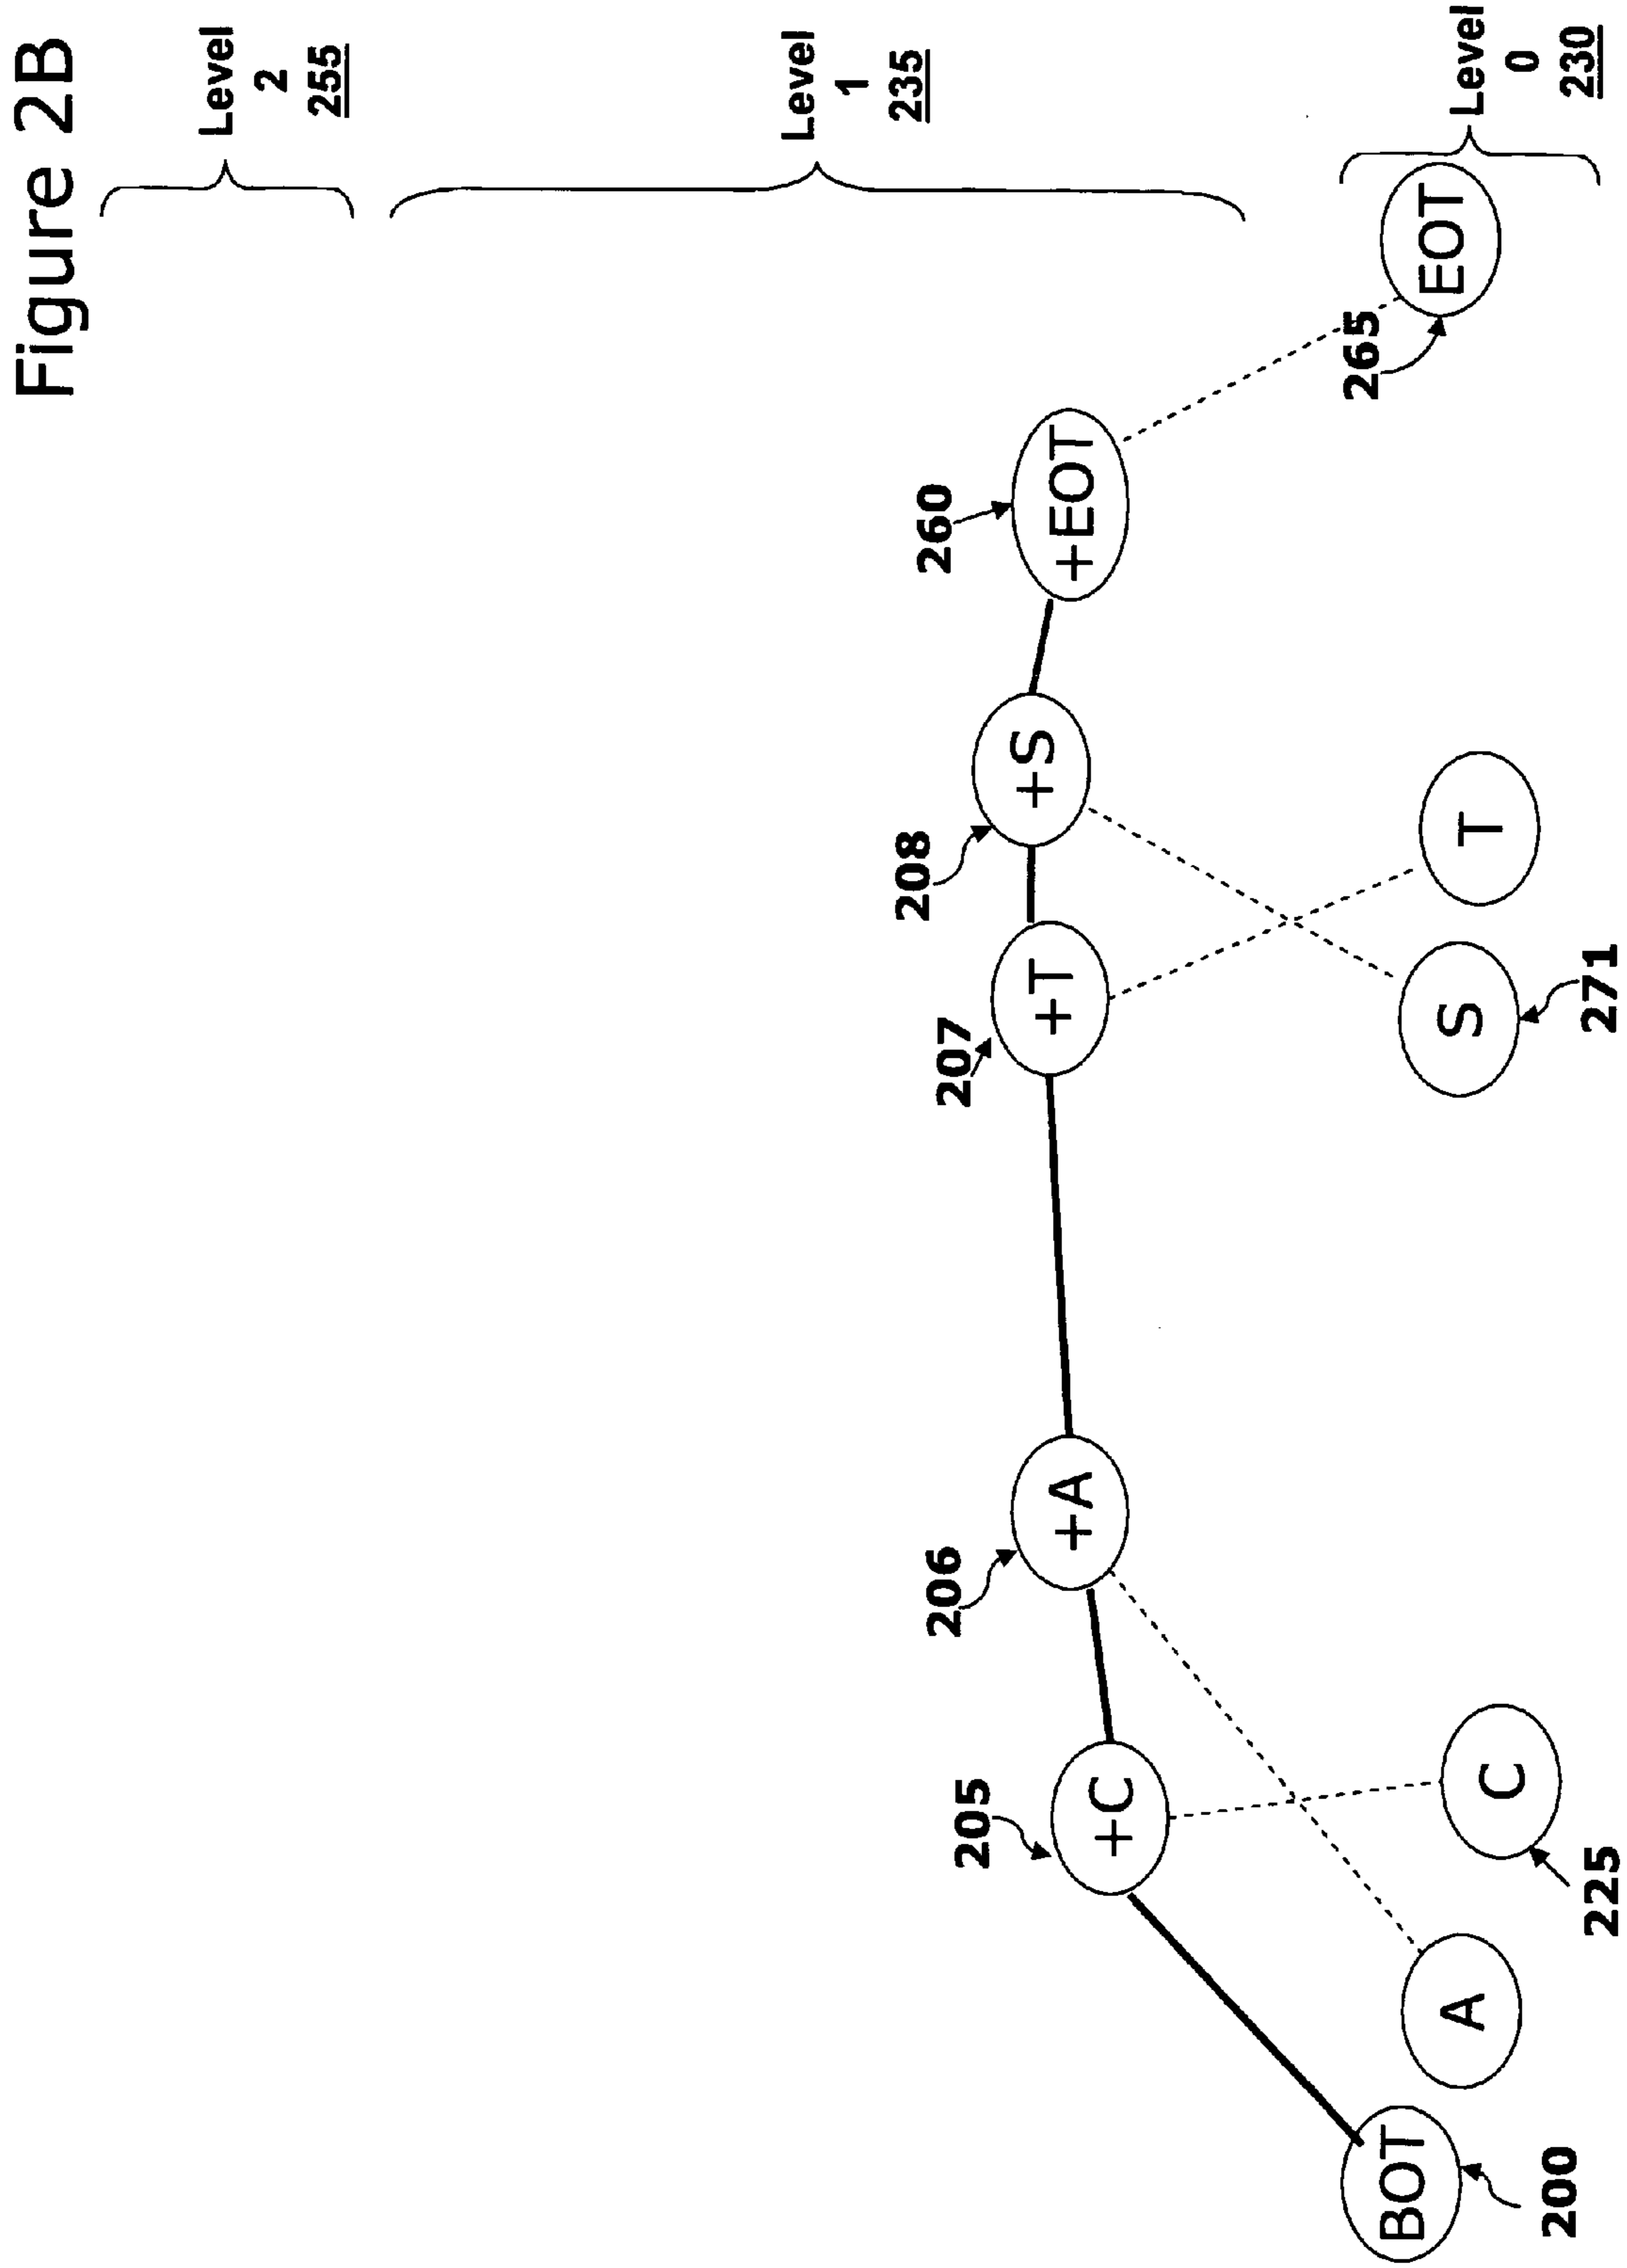 Figure 2B
Level
2
255
Level
1
235
Level
0
230
260
265
208
207
206
205
+EOT
EOT
+S
+T
+A
+C
T
S
271
C
225
A
BOT
200